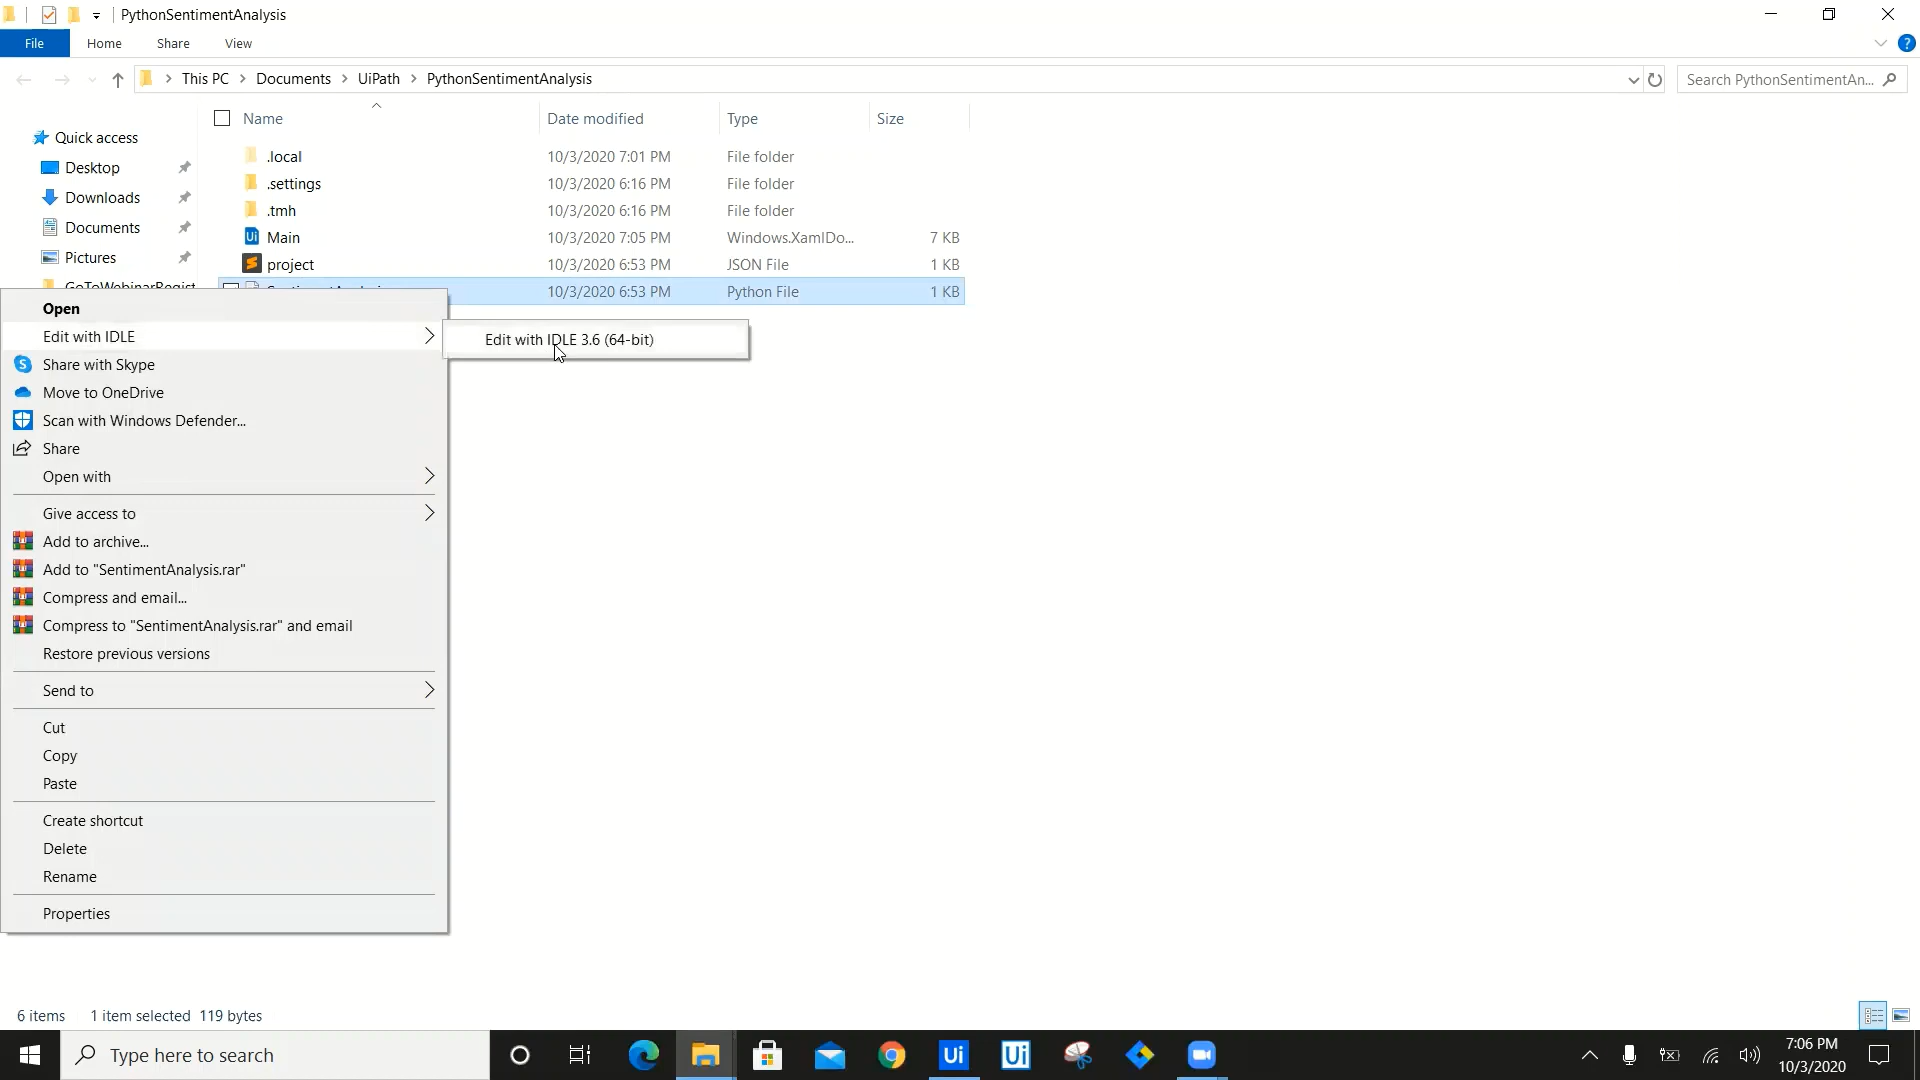 PythonSentimentAnalysis
File Home Share View
This PC Documents UiPath PythonSentimentAnalysis
Search PythonSentimentAn...
Name Date modified Type Size
Quick access
Desktop
Downloads
Documents
Pictures
GoToWebinarRegist
.local 10/3/2020 7:01 PM File folder
.settings 10/3/2020 6:16 PM File folder
.tmh 10/3/2020 6:16 PM File folder
Main 10/3/2020 7:05 PM Windows.XamlDo... 7 KB
project 10/3/2020 6:53 PM JSON File 1 KB
SentimentAnalysis 10/3/2020 6:53 PM Python File 1 KB
Open
Edit with IDLE
Edit with IDLE 3.6 (64-bit)
Share with Skype
Move to OneDrive
Scan with Windows Defender...
Share
Open with
Give access to
Add to archive...
Add to "SentimentAnalysis.rar"
Compress and email...
Compress to "SentimentAnalysis.rar" and email
Restore previous versions
Send to
Cut
Copy
Paste
Create shortcut
Delete
Rename
Properties
6 items 1 item selected 119 bytes
Type here to search
Ui
Ui
7:06 PM
10/3/2020